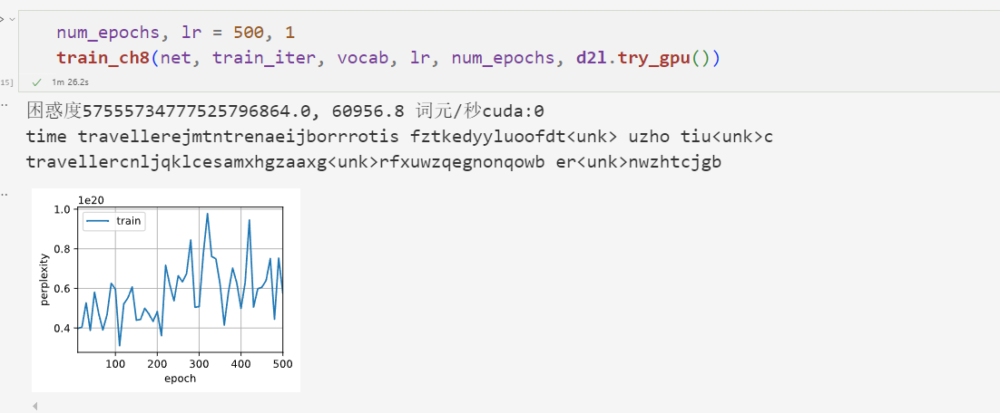 num_epochs, lr = 500, 1
train_ch8(net, train_iter, vocab, lr, num_epochs, d2l.try_gpu())
15]
1m 26.2s
困惑度57555734777525796864.0, 60956.8 词元/秒cuda:0
time travellerejmtntrenaeijborrrotis fztkedyyluoofdt<unk> uzho tiu<unk>c
travellercnljqklcesamxhgzaaxg<unk>rfxuwzqegnonqowb er<unk>nwzhtcjgb
1e20
1.0
train
0.8
0.6
0.4
perplexity
100 200 300 400 500
epoch